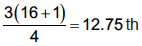 3(16+1)/4 = 12.75 th